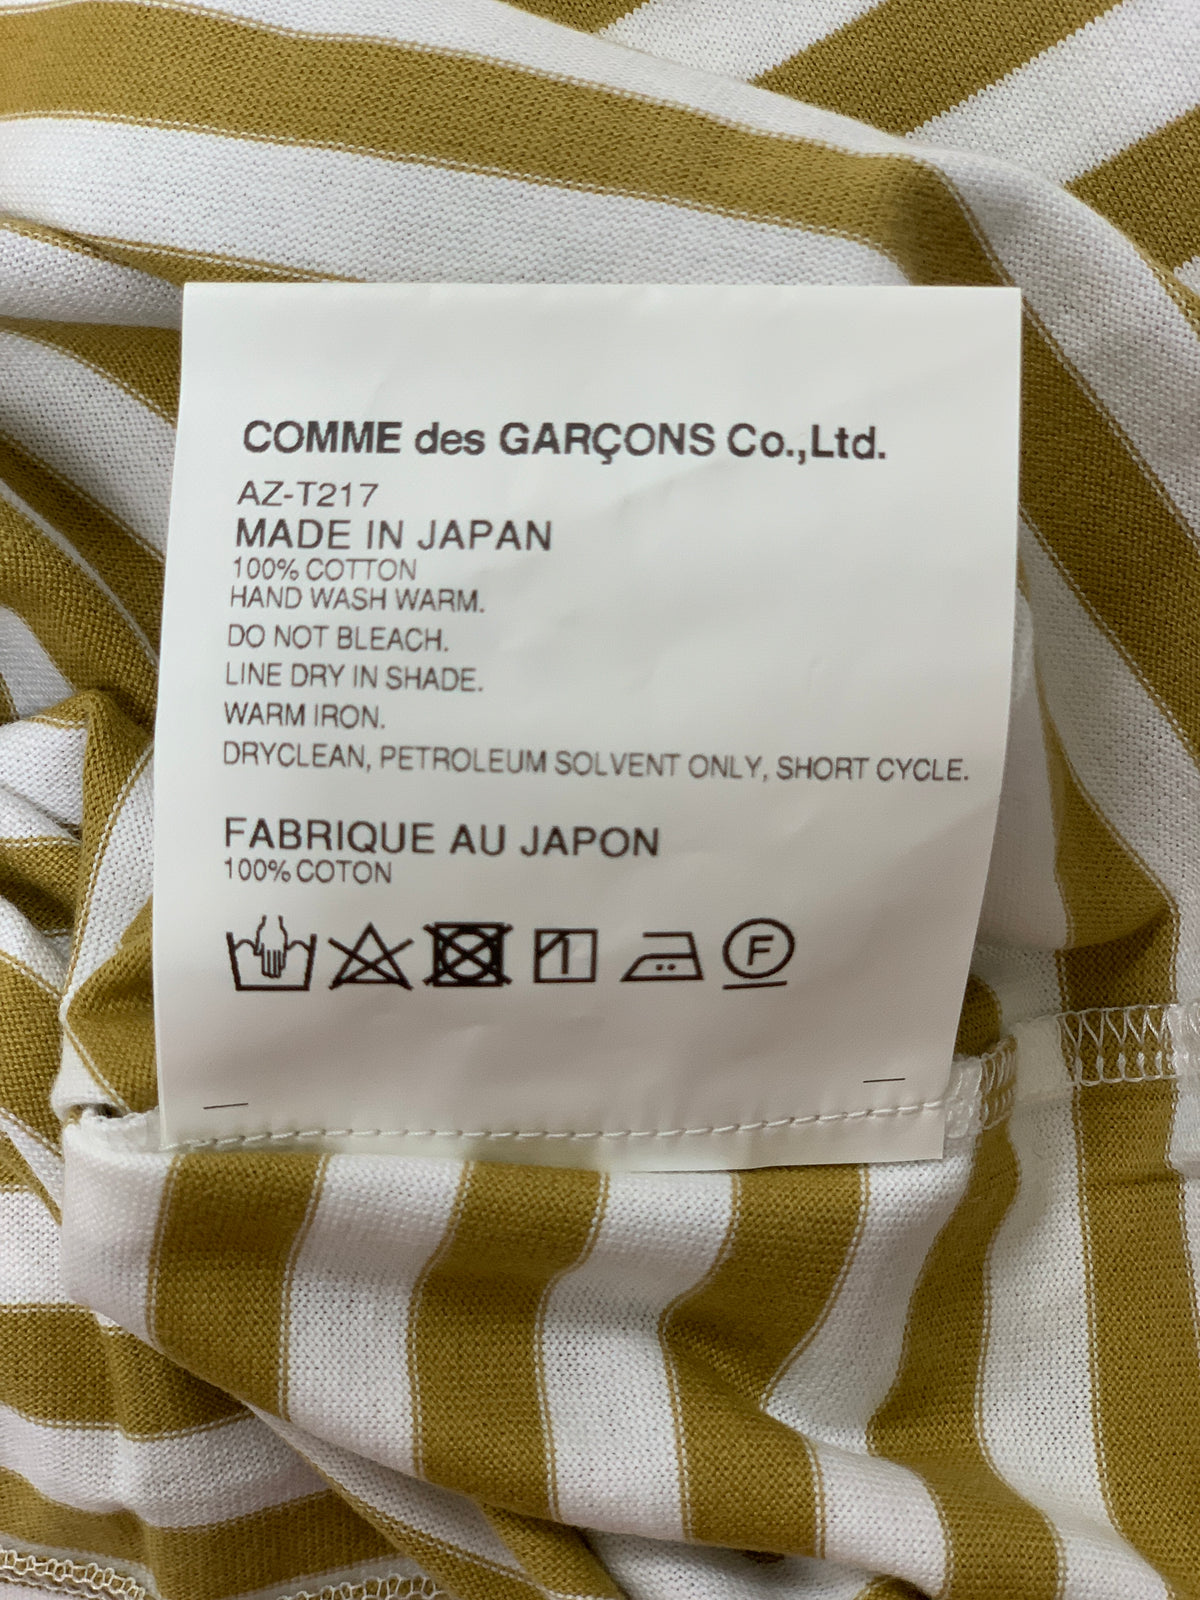 COMME des GARÇONS Co.,Ltd.
AZ-T217
MADE IN JAPAN
100% COTTON
HAND WASH WARM.
DO NOT BLEACH.
LINE DRY IN SHADE.
WARM IRON.
DRYCLEAN, PETROLEUM SOLVENT ONLY, SHORT CYCLE.
FABRIQUE AU JAPON
100% COTON
F